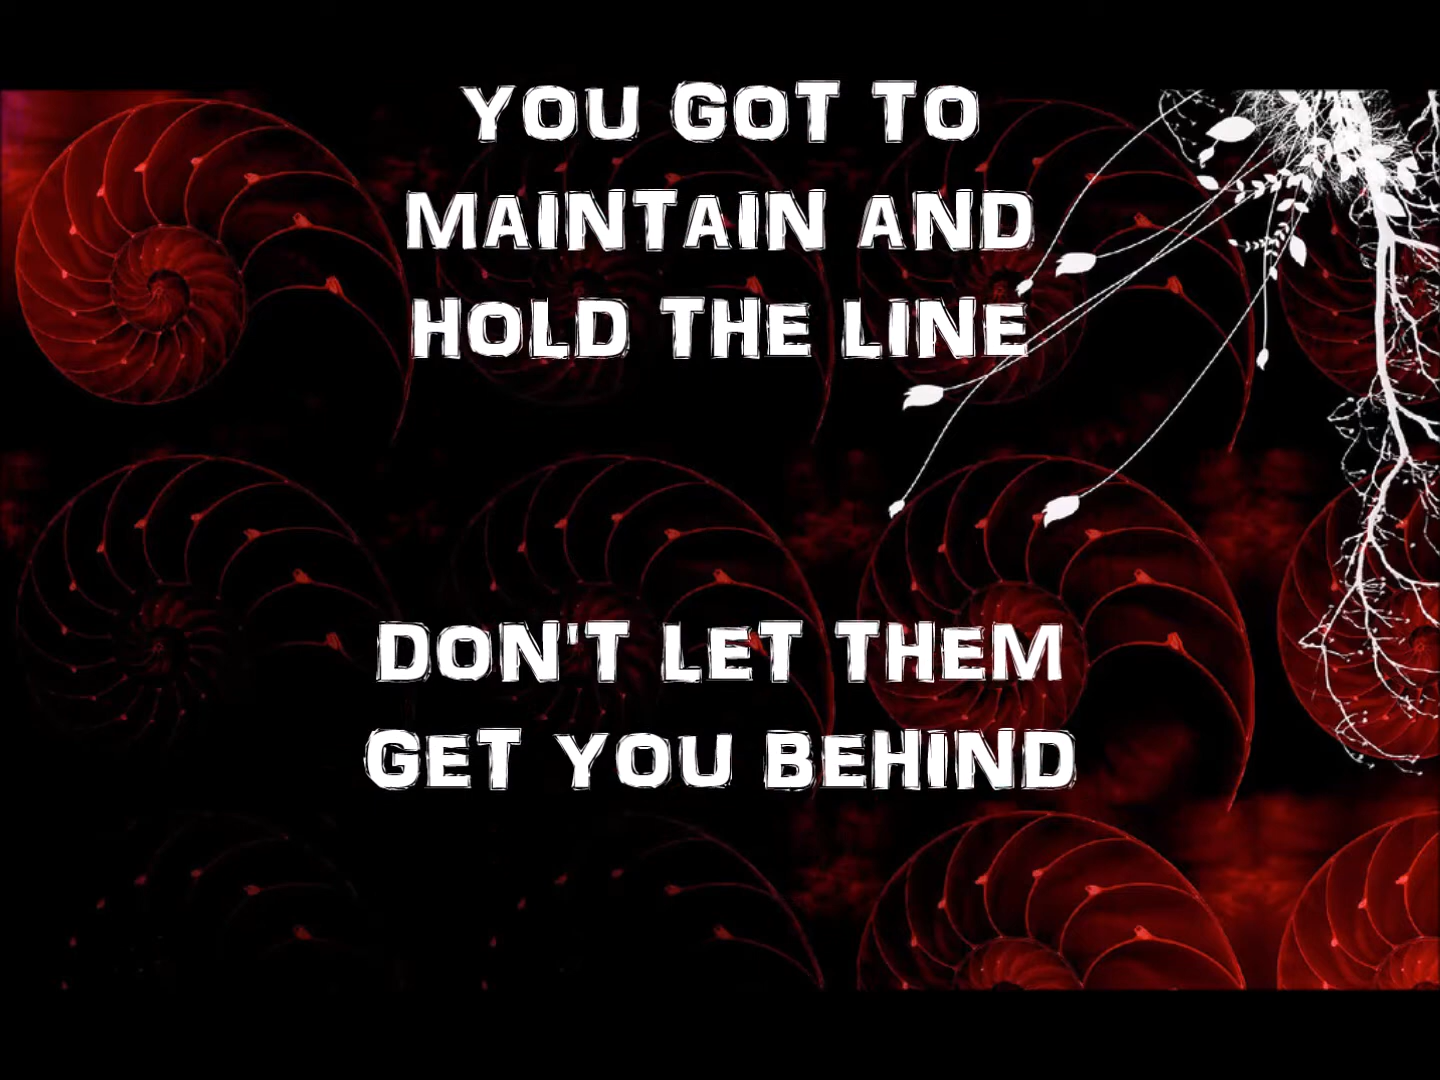 YOU GOT TO
MAINTAIN AND
HOLD THE LINE
DON'T LET THEM
GET YOU BEHIND